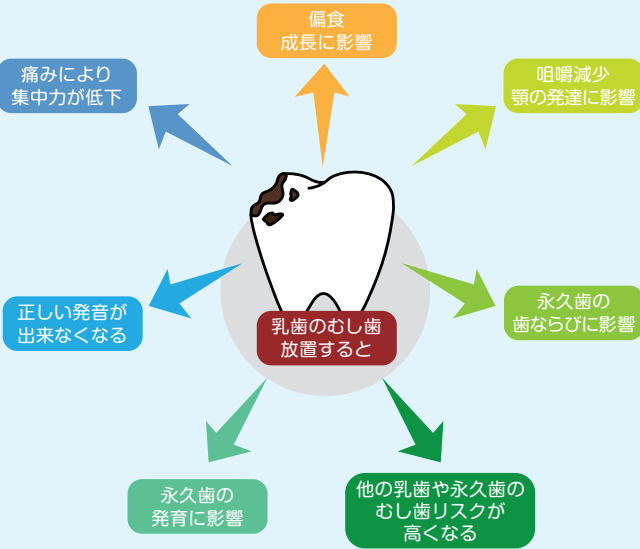 偏食
成長に影響
痛みにより
集中力が低下
咀嚼減少
顎の発達に影響
正しい発音が
出来なくなる
乳歯のむし歯
放置すると
永久歯の
歯ならびに影響
永久歯の
発育に影響
他の乳歯や永久歯の
むし歯リスクが
高くなる